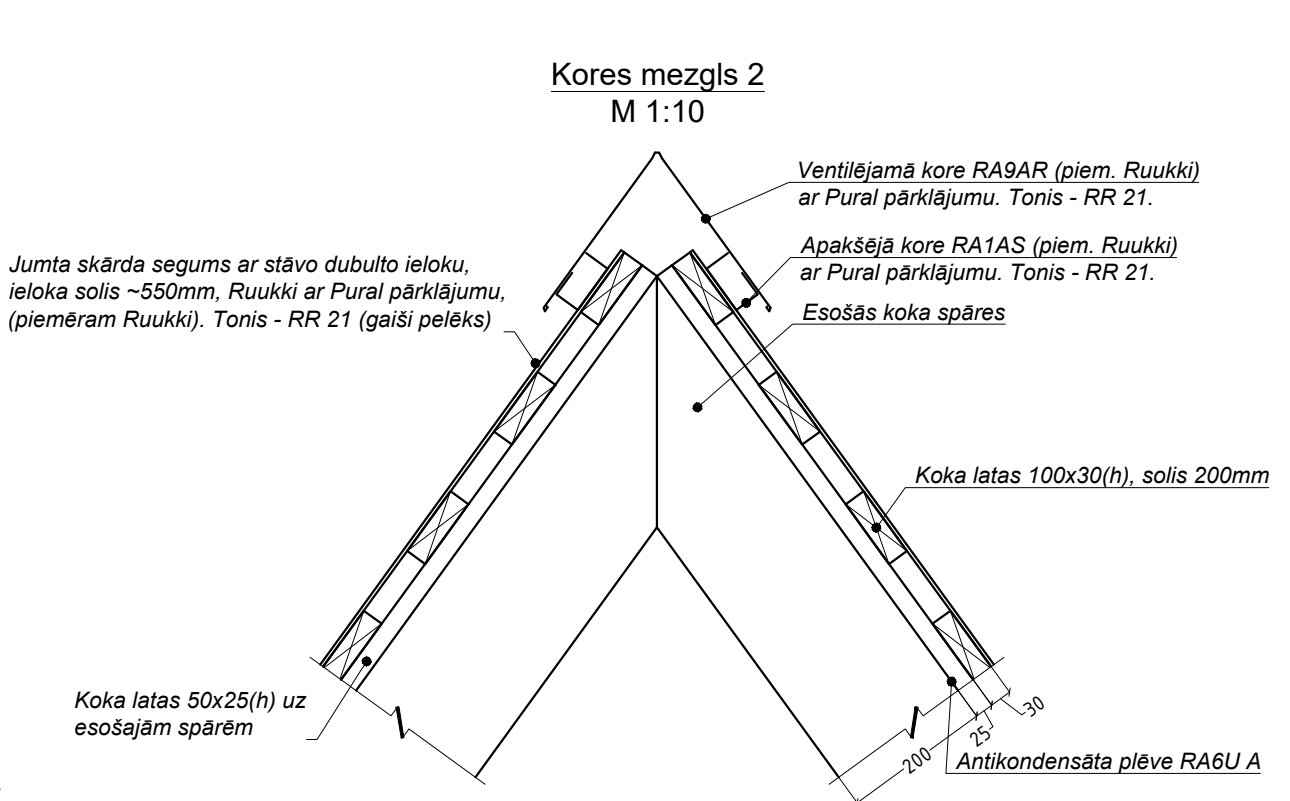 Kores mezgls 2
M 1:10
Ventilējamā kore RA9AR (piem. Ruukki)
ar Pural pārklājumu. Tonis - RR 21.
Apakšējā kore RA1AS (piem. Ruukki)
ar Pural pārklājumu. Tonis - RR 21.
Jumta skārda segums ar stāvo dubulto ieloku,
ieloka solis ~550mm, Ruukki ar Pural pārklājumu,
(piemēram Ruukki). Tonis - RR 21 (gaiši pelēks)
Esošās koka spāres
Koka latas 100x30(h), solis 200mm
Koka latas 50x25(h) uz
esošajām spārēm
30
25
200
Antikondensāta plēve RA6U A